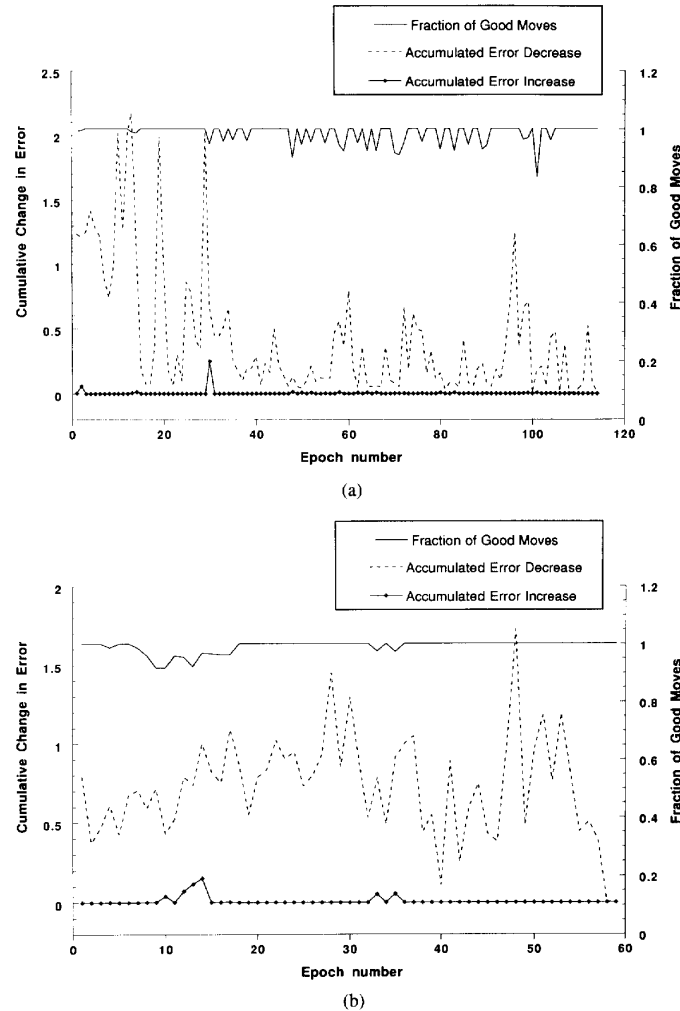 Fraction of Good Moves
Accumulated Error Decrease
Accumulated Error Increase
2.5
2
1.5
1
0.5
0
1.2
1
0.8
0.6
0.4
0.2
0
Cumulative Change in Error
Fraction of Good Moves
0 20 40 60 80 100 120
Epoch number
(a)
Fraction of Good Moves
Accumulated Error Decrease
Accumulated Error Increase
2
1.5
1
0.5
0
1.2
1
0.8
0.6
0.4
0.2
0
Cumulative Change in Error
Fraction of Good Moves
0 10 20 30 40 50 60
Epoch number
(b)